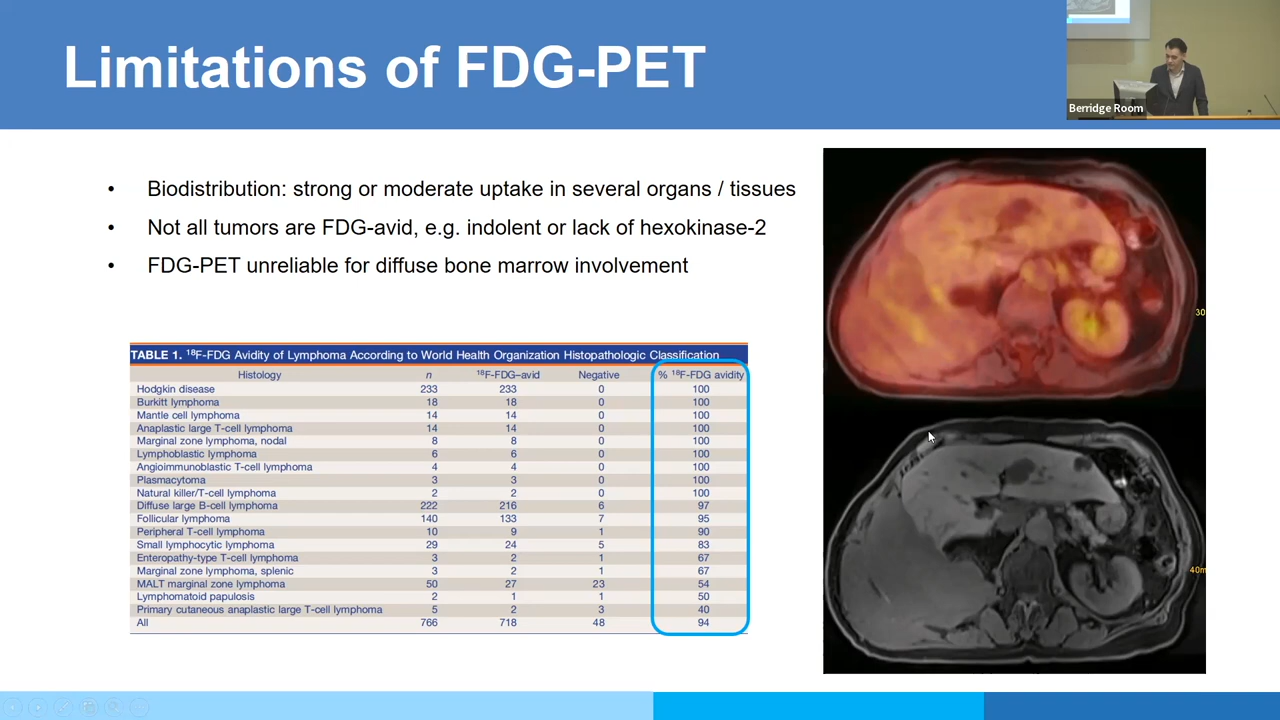 Limitations of FDG-PET
Berridge Room
• Biodistribution: strong or moderate uptake in several organs / tissues
• Not all tumors are FDG-avid, e.g. indolent or lack of hexokinase-2
• FDG-PET unreliable for diffuse bone marrow involvement
TABLE 1. ¹⁸F-FDG Avidity of Lymphoma According to World Health Organization Histopathologic Classification
Histology n ¹⁸F-FDG–avid Negative % ¹⁸F-FDG avidity
Hodgkin disease 233 233 0 100
Burkitt lymphoma 18 18 0 100
Mantle cell lymphoma 14 14 0 100
Anaplastic large T-cell lymphoma 14 14 0 100
Marginal zone lymphoma, nodal 8 8 0 100
Lymphoblastic lymphoma 6 6 0 100
Angioimmunoblastic T-cell lymphoma 4 4 0 100
Plasmacytoma 3 3 0 100
Natural killer/T-cell lymphoma 2 2 0 100
Diffuse large B-cell lymphoma 222 216 6 97
Follicular lymphoma 140 133 7 95
Peripheral T-cell lymphoma 10 9 1 90
Small lymphocytic lymphoma 29 24 5 83
Enteropathy-type T-cell lymphoma 3 2 1 67
Marginal zone lymphoma, splenic 3 2 1 67
MALT marginal zone lymphoma 50 27 23 54
Lymphomatoid papulosis 2 1 1 50
Primary cutaneous anaplastic large T-cell lymphoma 5 2 3 40
All 766 718 48 94
30
40m